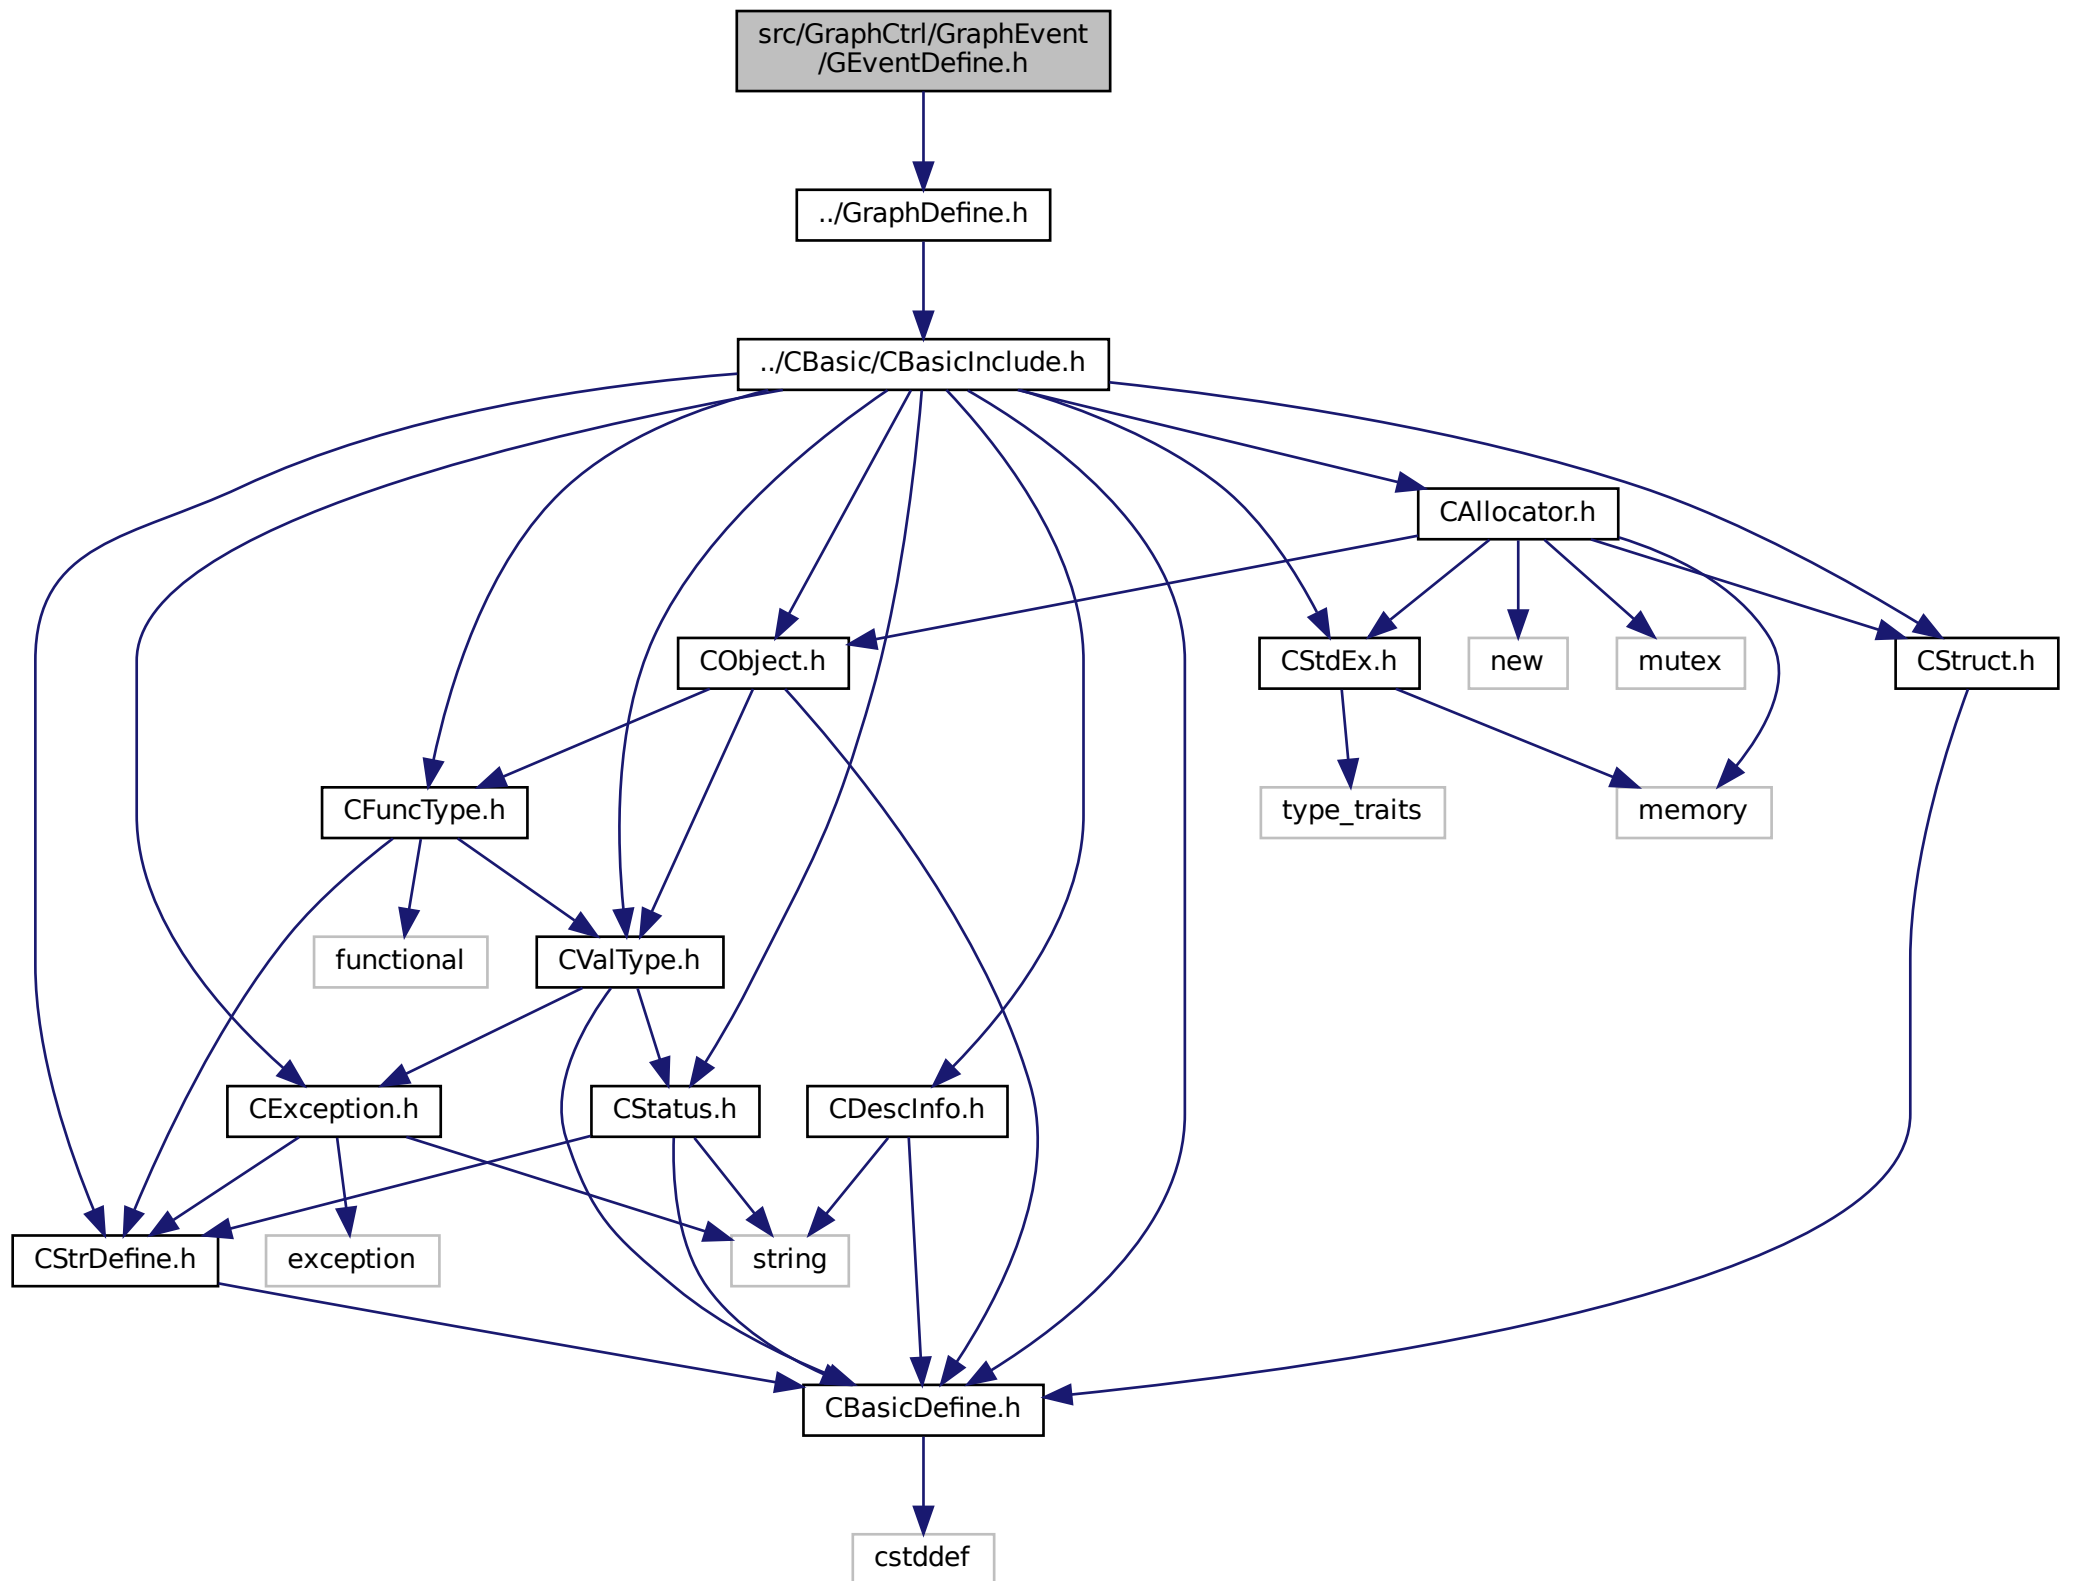 src/GraphCtrl/GraphEvent
/GEventDefine.h
../GraphDefine.h
../CBasic/CBasicInclude.h
CAllocator.h
CObject.h
CStdEx.h
new
mutex
CStruct.h
CFuncType.h
type_traits
memory
functional
CValType.h
CException.h
CStatus.h
CDescInfo.h
CStrDefine.h
exception
string
CBasicDefine.h
cstddef